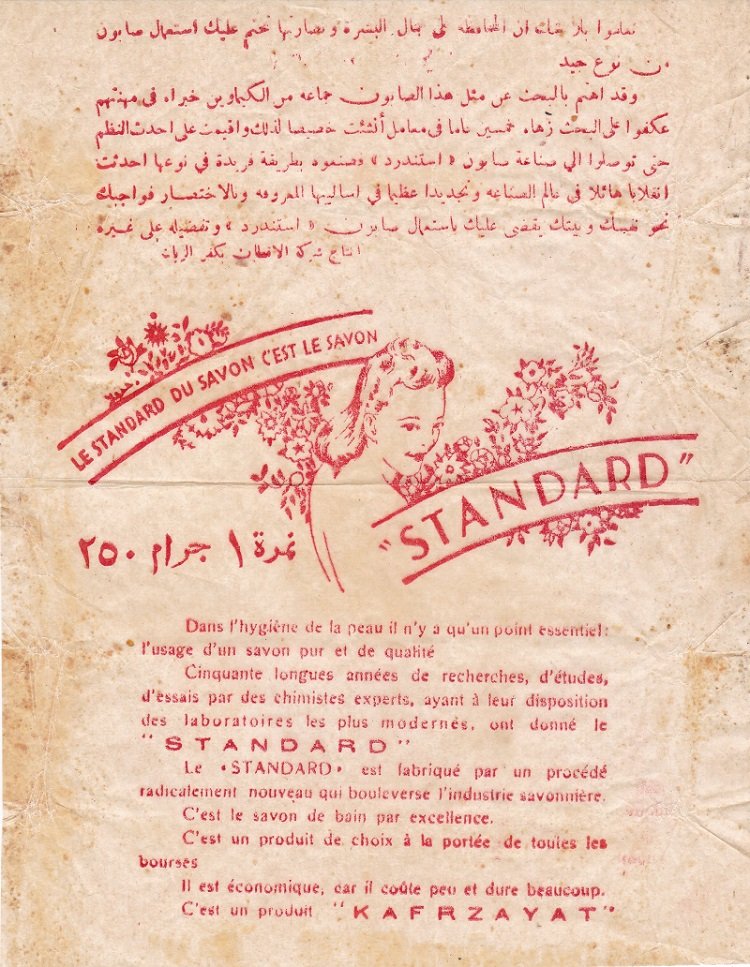 تعلموا بلا شك ان المحافظه على جمال البشرة ونضارتها تحتم عليك استعمال صابون
من نوع جيد
وقد اهتم بالبحث عن مثل هذا الصابون جماعه من الكيماوين خبراء في مهنتهم
عكفوا على البحث زهاء خمسين عاما في معامل أنشئت خصيصا لذلك واقيمت على احدث النظم
حتى توصلوا الي صناعة صابون « استندرد » وصنعوه بطريقة فريدة في نوعها احدثت
انقلابا هائلا في عالم الصناعه وتجديدا عظيما في اساليبها المعروفه وبالاختصار فواجبك
نحو نفسك وبيتك يقضى عليك باستعمال صابون « استندرد » وتفضيله على غيرة
انتاج شركة الاقطان بكفر الزيات
LE STANDARD DU SAVON C'EST LE SAVON
"STANDARD"
نمرة ١ جرام ٢٥٠
Dans l'hygiène de la peau il n'y a qu'un point essentiel:
l'usage d'un savon pur et de qualité
Cinquante longues années de recherches, d'études,
d'essais par des chimistes experts, ayant à leur disposition
des laboratoires les plus modernés, ont donné le
"STANDARD"
Le «STANDARD» est fabriqué par un procédé
radicalement nouveau qui bouleverse l'industrie savonnière.
C'est le savon de bain par excellence.
C'est un produit de choix à la portée de toutes les
bourses
Il est économique, car il coûte peu et dure beaucoup.
C'est un produit "KAFRZAYAT"